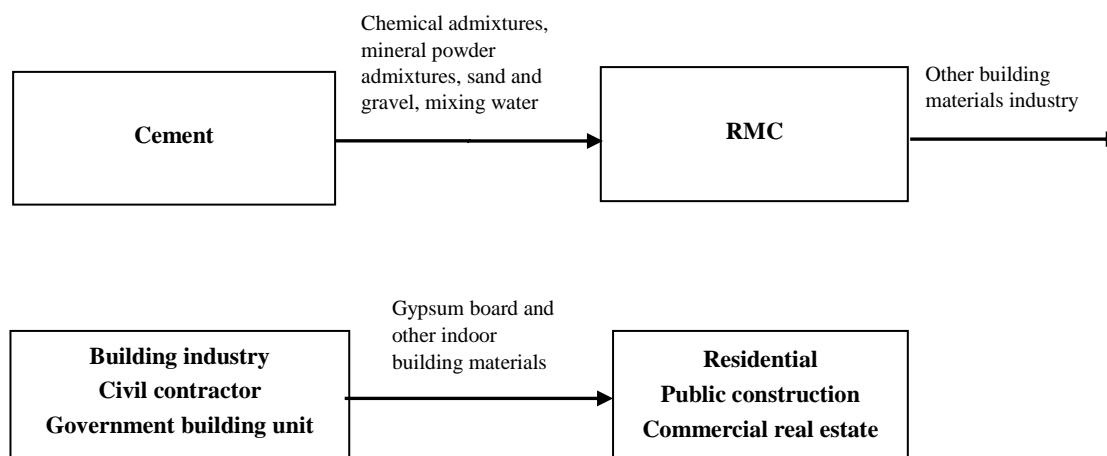 Chemical admixtures,
mineral powder
admixtures, sand and
gravel, mixing water
Cement
RMC
Other building
materials industry
Gypsum board and
other indoor
building materials
Building industry
Civil contractor
Government building unit
Residential
Public construction
Commercial real estate